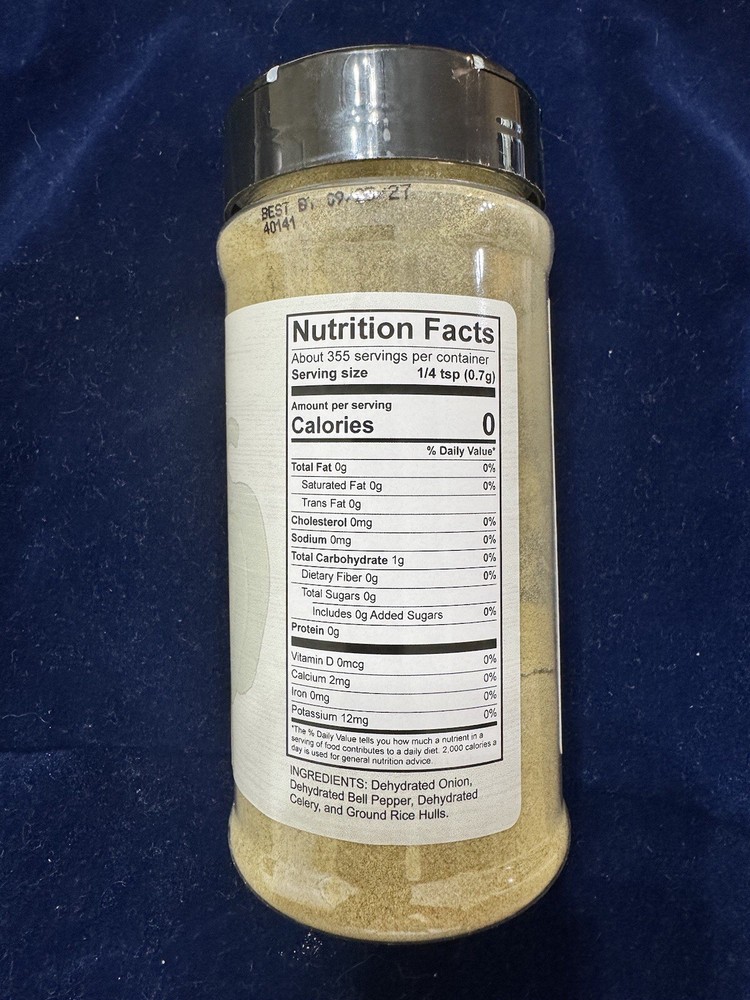 BEST BY 09/ /27
40141
Nutrition Facts
About 355 servings per container
Serving size 1/4 tsp (0.7g)
Amount per serving
Calories 0
% Daily Value*
Total Fat 0g 0%
Saturated Fat 0g 0%
Trans Fat 0g
Cholesterol 0mg 0%
Sodium 0mg 0%
Total Carbohydrate 1g 0%
Dietary Fiber 0g 0%
Total Sugars 0g
Includes 0g Added Sugars 0%
Protein 0g
Vitamin D 0mcg 0%
Calcium 2mg 0%
Iron 0mg 0%
Potassium 12mg 0%
*The % Daily Value tells you how much a nutrient in a
serving of food contributes to a daily diet. 2,000 calories a
day is used for general nutrition advice.
INGREDIENTS: Dehydrated Onion,
Dehydrated Bell Pepper, Dehydrated
Celery, and Ground Rice Hulls.